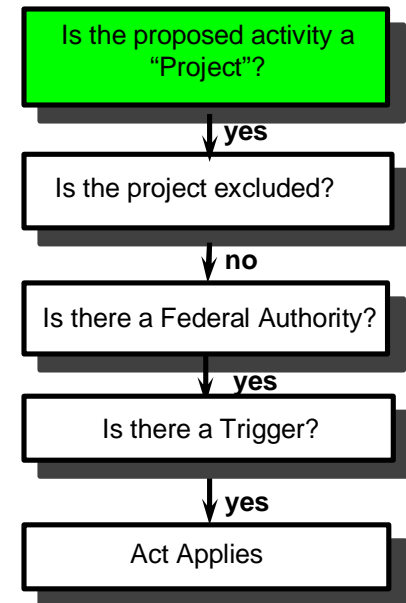 Is the proposed activity a
“Project”?
yes
Is the project excluded?
no
Is there a Federal Authority?
yes
Is there a Trigger?
yes
Act Applies